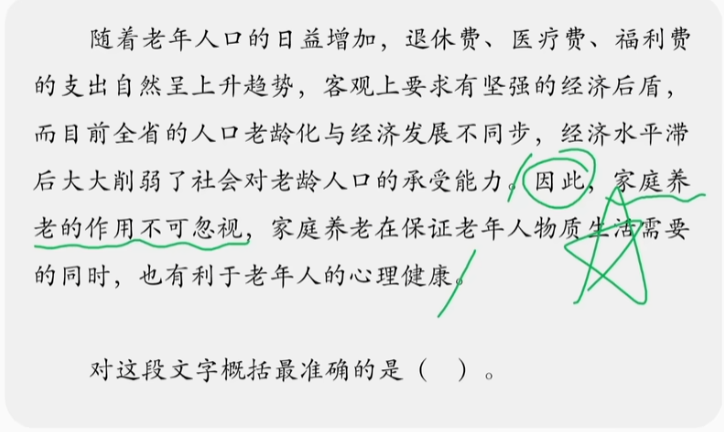 随着老年人口的日益增加，退休费、医疗费、福利费
的支出自然呈上升趋势，客观上要求有坚强的经济后盾，
而目前全省的人口老龄化与经济发展不同步，经济水平滞
后大大削弱了社会对老龄人口的承受能力。因此，家庭养
老的作用不可忽视，家庭养老在保证老年人物质生活需要
的同时，也有利于老年人的心理健康。
对这段文字概括最准确的是（ ）。